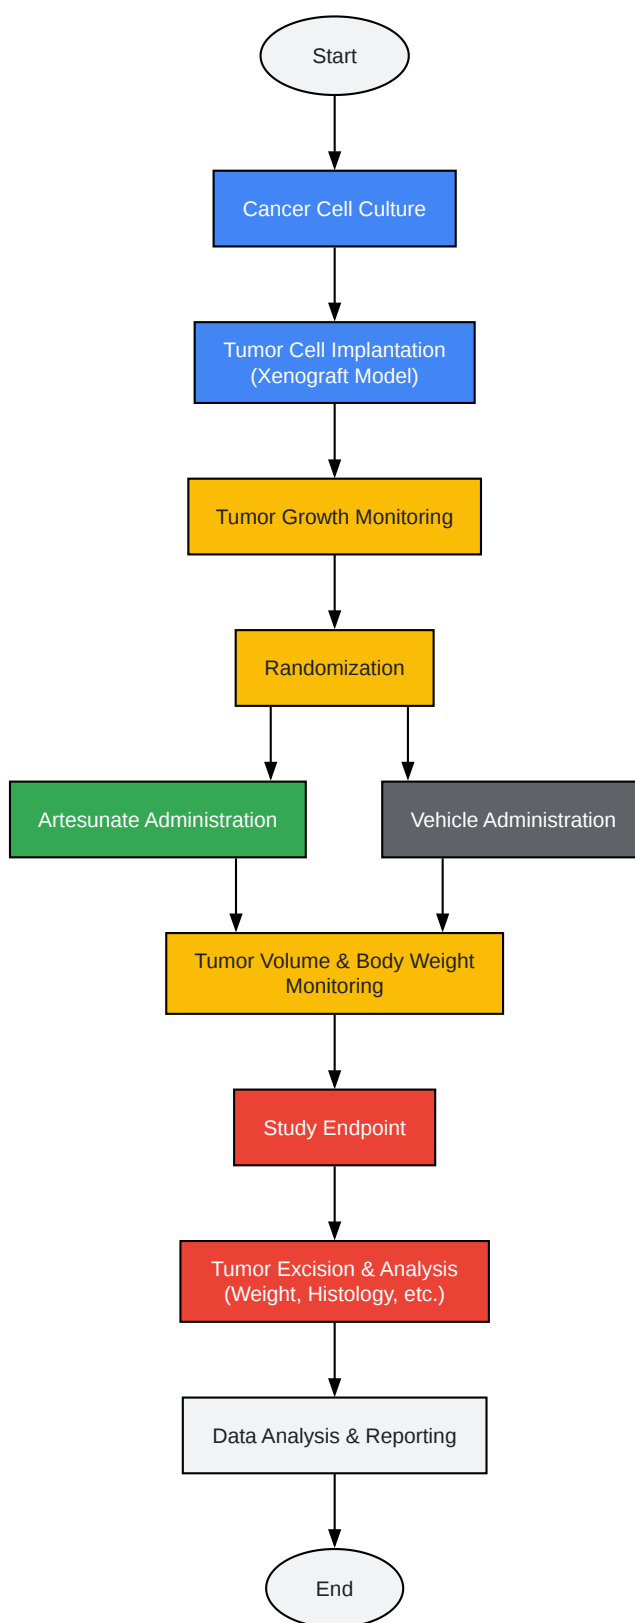 Start
Cancer Cell Culture
Tumor Cell Implantation
(Xenograft Model)
Tumor Growth Monitoring
Randomization
Artesunate Administration
Vehicle Administration
Tumor Volume & Body Weight
Monitoring
Study Endpoint
Tumor Excision & Analysis
(Weight, Histology, etc.)
Data Analysis & Reporting
End